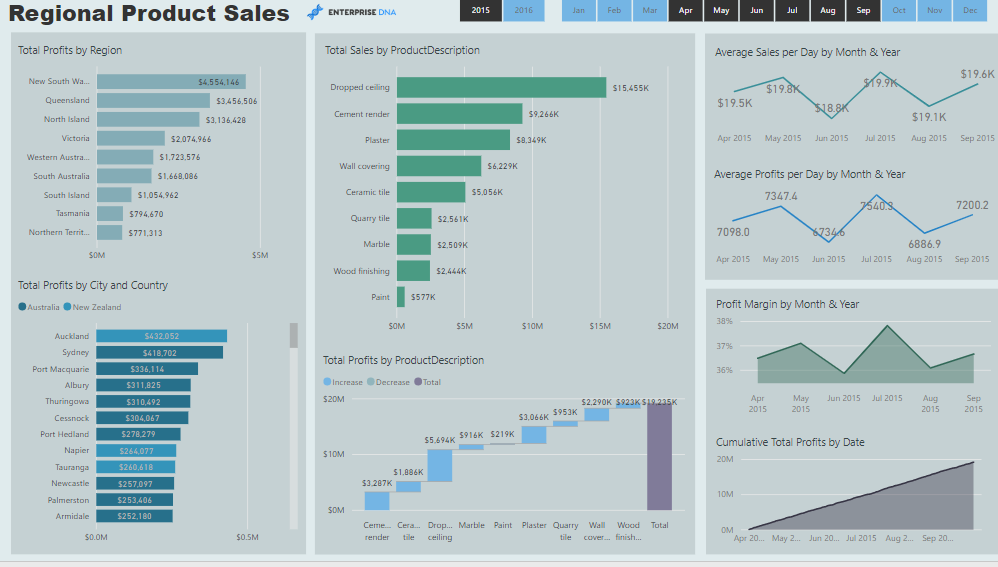 Regional Product Sales
ENTERPRISE DNA
2015 2016
Jan Feb Mar Apr May Jun Jul Aug Sep Oct Nov Dec
Total Profits by Region
New South Wa... $4,554,146
Queensland $3,456,506
North Island $3,136,428
Victoria $2,074,966
Western Austra... $1,723,576
South Australia $1,668,086
South Island $1,054,962
Tasmania $794,670
Northern Territ... $771,313
$0M $5M
Total Profits by City and Country
Australia New Zealand
Auckland $432,052
Sydney $418,702
Port Macquarie $336,114
Albury $311,825
Thuringowa $310,492
Cessnock $304,067
Port Hedland $278,279
Napier $264,077
Tauranga $260,618
Newcastle $257,097
Palmerston $253,406
Armidale $252,180
$0.0M $0.5M
Total Sales by ProductDescription
Dropped ceiling $15,455K
Cement render $9,266K
Plaster $8,349K
Wall covering $6,229K
Ceramic tile $5,056K
Quarry tile $2,561K
Marble $2,509K
Wood finishing $2,444K
Paint $577K
$0M $5M $10M $15M $20M
Total Profits by ProductDescription
Increase Decrease Total
$20M
$10M
$0M
$3,287K $1,886K $5,694K $916K $219K $3,066K $953K $2,290K $923K $19,235K
Ceme... Cera... Drop... Marble Paint Plaster Quarry Wall Wood Total
render tile ceiling tile cover... finish...
Average Sales per Day by Month & Year
$19.5K $19.8K $18.8K $19.9K $19.1K $19.6K
Apr 2015 May 2015 Jun 2015 Jul 2015 Aug 2015 Sep 2015
Average Profits per Day by Month & Year
7098.0 7347.4 6734.6 7540.3 6886.9 7200.2
Apr 2015 May 2015 Jun 2015 Jul 2015 Aug 2015 Sep 2015
Profit Margin by Month & Year
38%
37%
36%
Apr May Jun 2015 Jul 2015 Aug Sep
2015 2015 2015 2015
Cumulative Total Profits by Date
20M
10M
0M
Apr 20... May 2... Jun 20... Jul 2015 Aug 2... Sep 20...